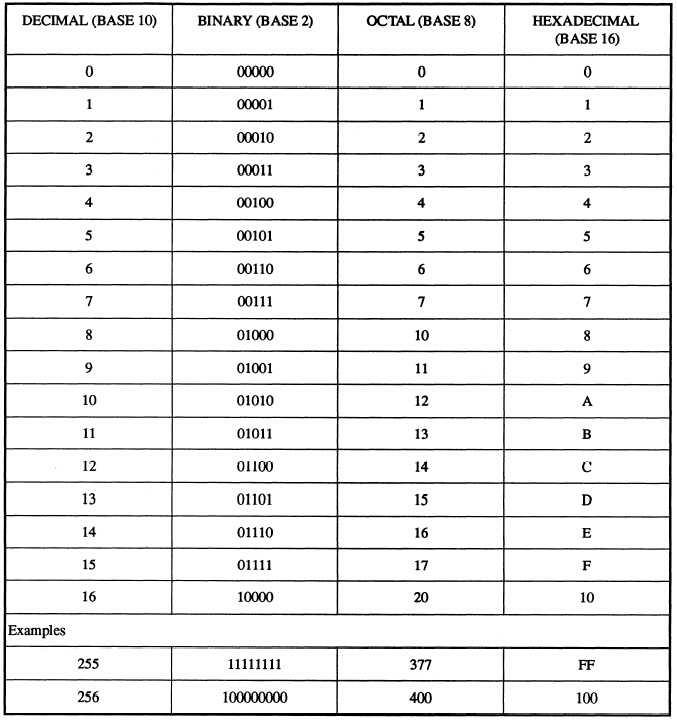 DECIMAL (BASE 10) BINARY (BASE 2) OCTAL (BASE 8) HEXADECIMAL
(BASE 16)
0 00000 0 0
1 00001 1 1
2 00010 2 2
3 00011 3 3
4 00100 4 4
5 00101 5 5
6 00110 6 6
7 00111 7 7
8 01000 10 8
9 01001 11 9
10 01010 12 A
11 01011 13 B
12 01100 14 C
13 01101 15 D
14 01110 16 E
15 01111 17 F
16 10000 20 10
Examples
255 11111111 377 FF
256 100000000 400 100